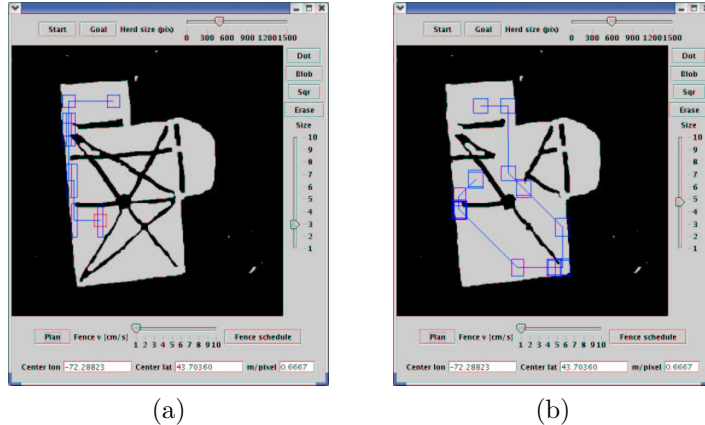 Start Goal Herd size (pix)
0 300 600 900 1200 1500
Dot
Blob
Sqr
Erase
Size
10
9
8
7
6
5
4
3
2
1
Plan Fence v [cm/s] Fence schedule
1 2 3 4 5 6 7 8 9 10
Center lon -72.28823 Center lat 43.70360 m/pixel 0.6667
(a)
Start Goal Herd size (pix)
0 300 600 900 1200 1500
Dot
Blob
Sqr
Erase
Size
10
9
8
7
6
5
4
3
2
1
Plan Fence v [cm/s] Fence schedule
1 2 3 4 5 6 7 8 9 10
Center lon -72.28823 Center lat 43.70360 m/pixel 0.6667
(b)